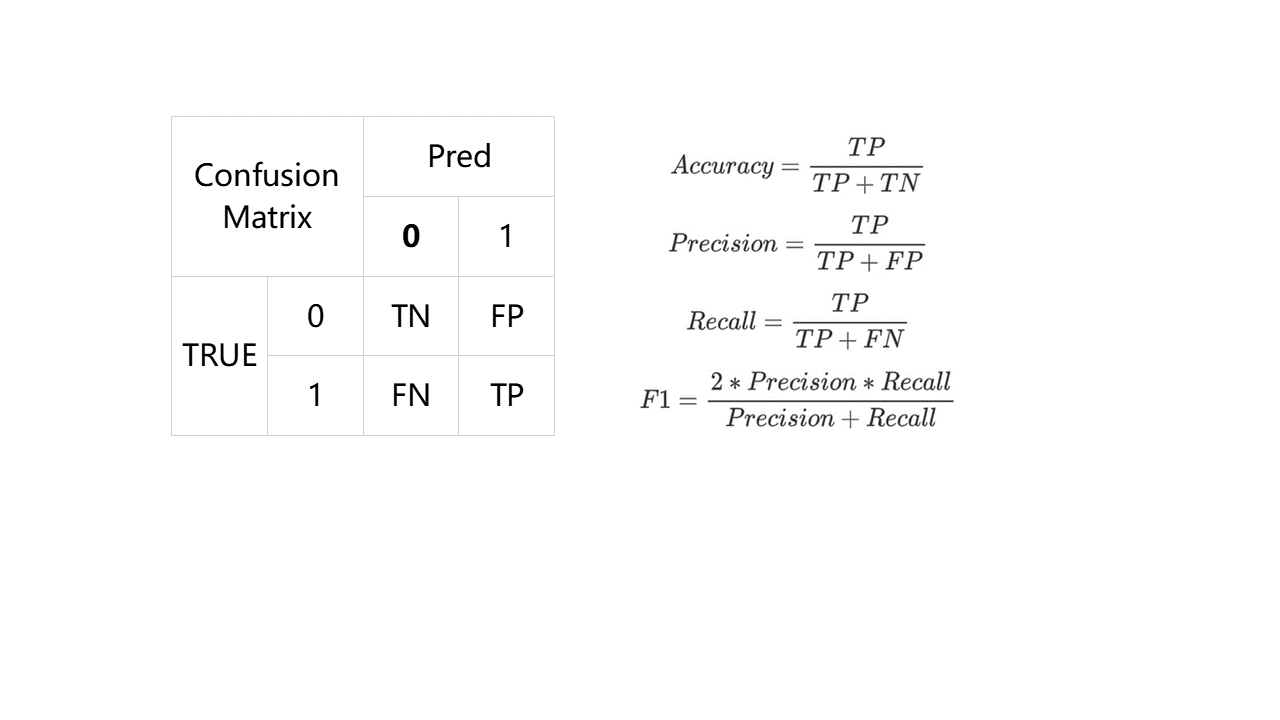 Confusion
Matrix
Pred
0 1
TRUE 0 TN FP
1 FN TP
Accuracy = TP / TP + TN
Precision = TP / TP + FP
Recall = TP / TP + FN
F1 = 2 * Precision * Recall / Precision + Recall